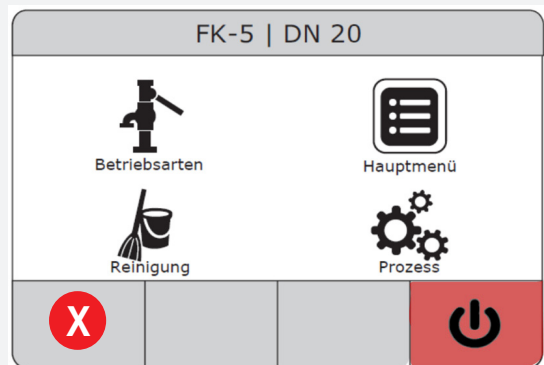 FK-5 | DN 20
Betriebsarten
Hauptmenü
Reinigung
Prozess
X